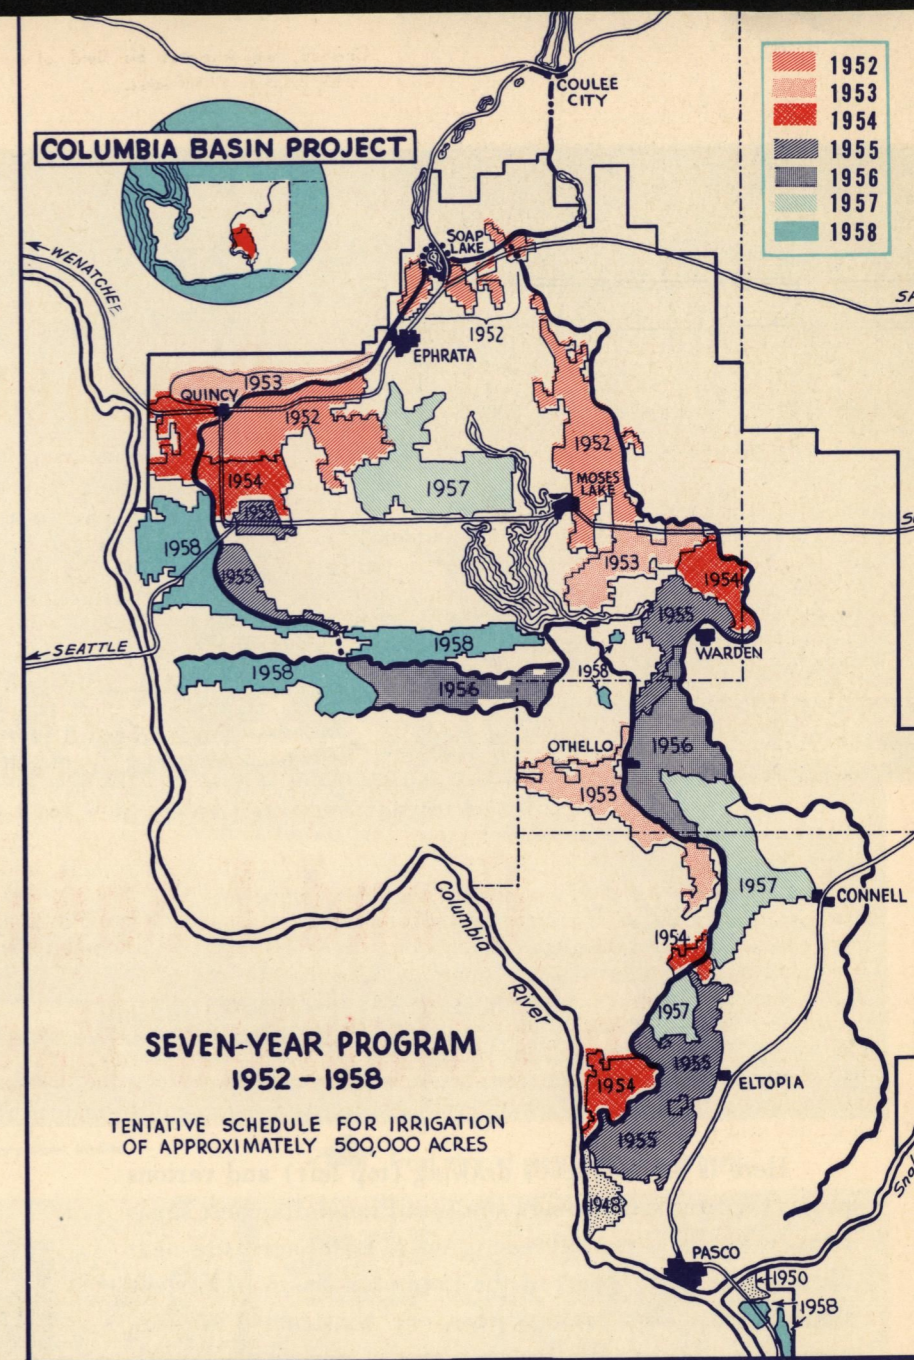 COULEE
CITY
1952
1953
1954
1955
1956
1957
1958
COLUMBIA BASIN PROJECT
WENATCHEE
SOAP
LAKE
1952
EPHRATA
1953
QUINCY
1952
1952
1954
1957
MOSES
LAKE
1955
1958
1955
1953
1954
1955
SEATTLE
WARDEN
1958
1958
1958
1956
OTHELLO
1956
1953
1957
CONNELL
Columbia
River
1954
1957
SEVEN-YEAR PROGRAM
1952 – 1958
1955
ELTOPIA
1954
TENTATIVE SCHEDULE FOR IRRIGATION
OF APPROXIMATELY 500,000 ACRES
1955
1948
PASCO
1950
1958